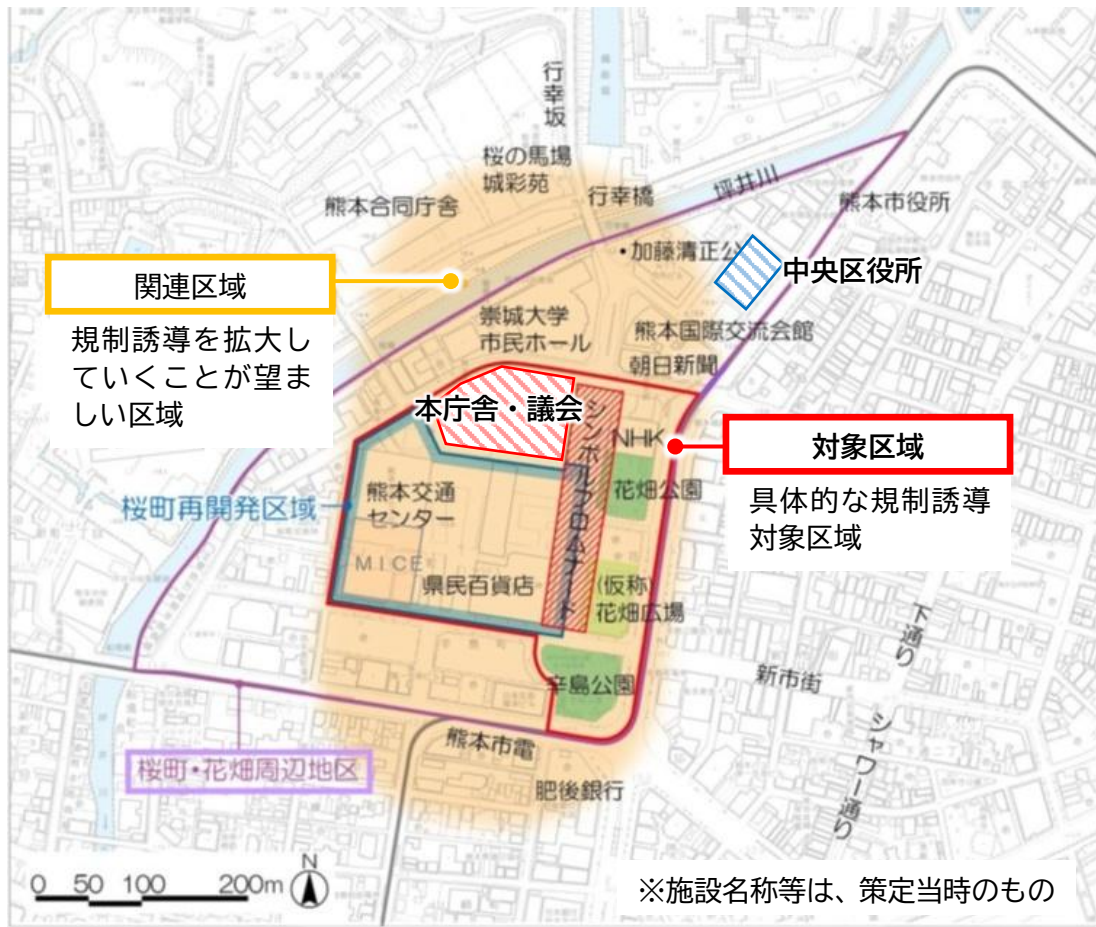 行幸坂
桜の馬場
城彩苑
行幸橋
坪井川
熊本市役所
熊本合同庁舎
・加藤清正公
中央区役所
関連区域
規制誘導を拡大し
ていくことが望ま
しい区域
崇城大学
市民ホール
熊本国際交流会館
朝日新聞
本庁舎・議会
シンボルプロムナード
NHK
対象区域
具体的な規制誘導
対象区域
花畑公園
桜町再開発区域
熊本交通
センター
MICE
県民百貨店
(仮称)
花畑広場
下通り
新市街
辛島公園
シャワー通り
熊本市電
桜町・花畑周辺地区
肥後銀行
0 50 100 200m
N
※施設名称等は、策定当時のもの